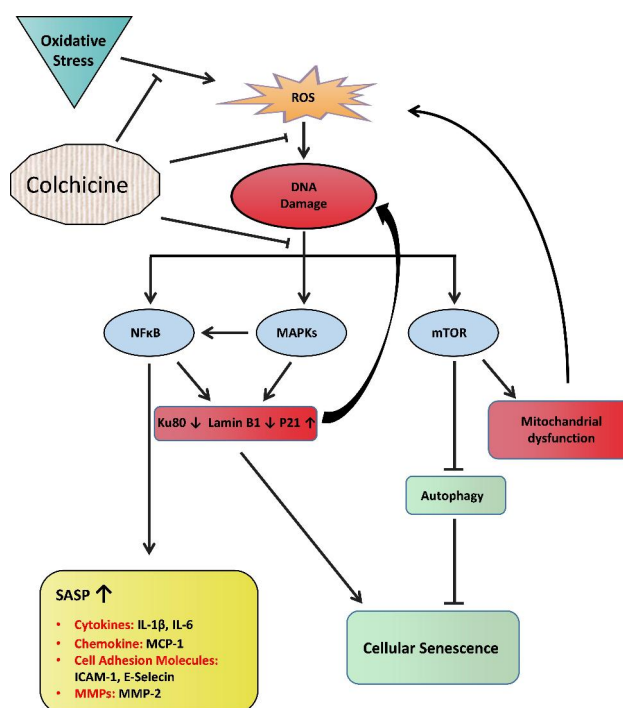 Oxidative
Stress
ROS
Colchicine
DNA
Damage
NFκB
MAPKs
mTOR
Ku80 ↓ Lamin B1 ↓ P21 ↑
Mitochandrial
dysfunction
Autophagy
SASP ↑
• Cytokines: IL-1β, IL-6
• Chemokine: MCP-1
• Cell Adhesion Molecules:
ICAM-1, E-Selecin
• MMPs: MMP-2
Cellular Senescence